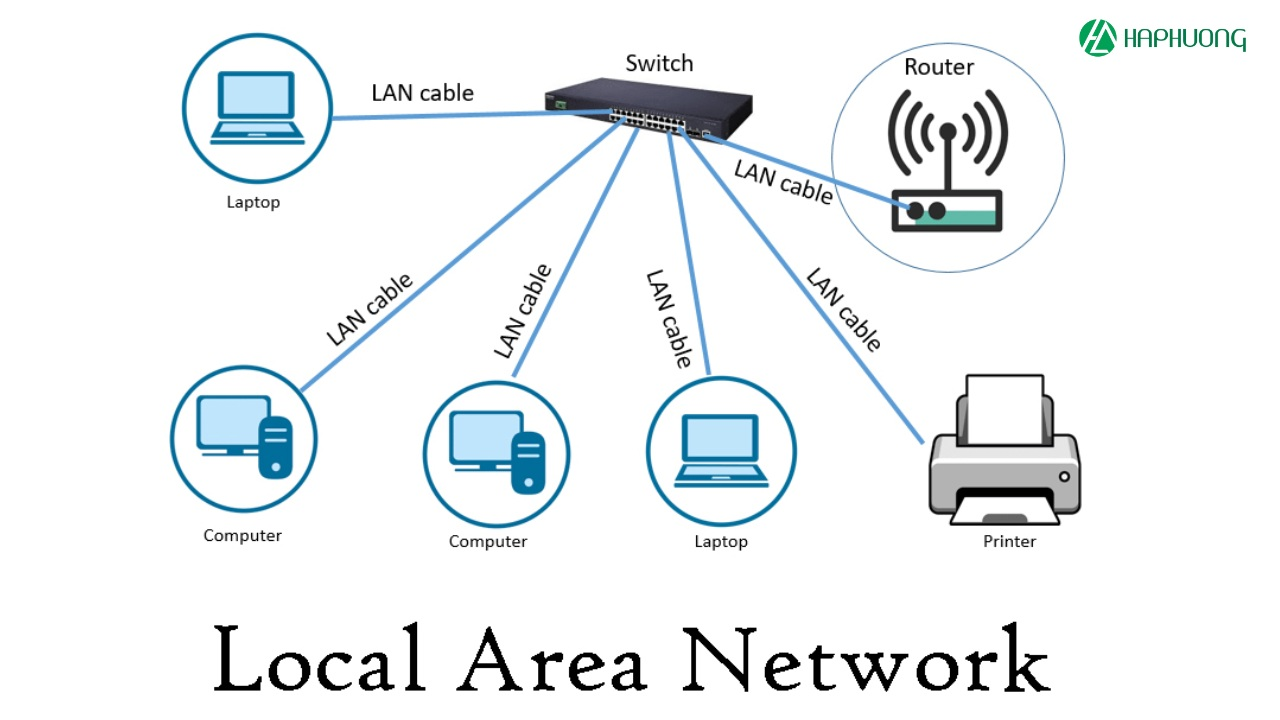 HAPHUONG
Switch
Router
LAN cable
LAN cable
Laptop
LAN cable
LAN cable
LAN cable
LAN cable
Computer
Computer
Laptop
Printer
Local Area Network